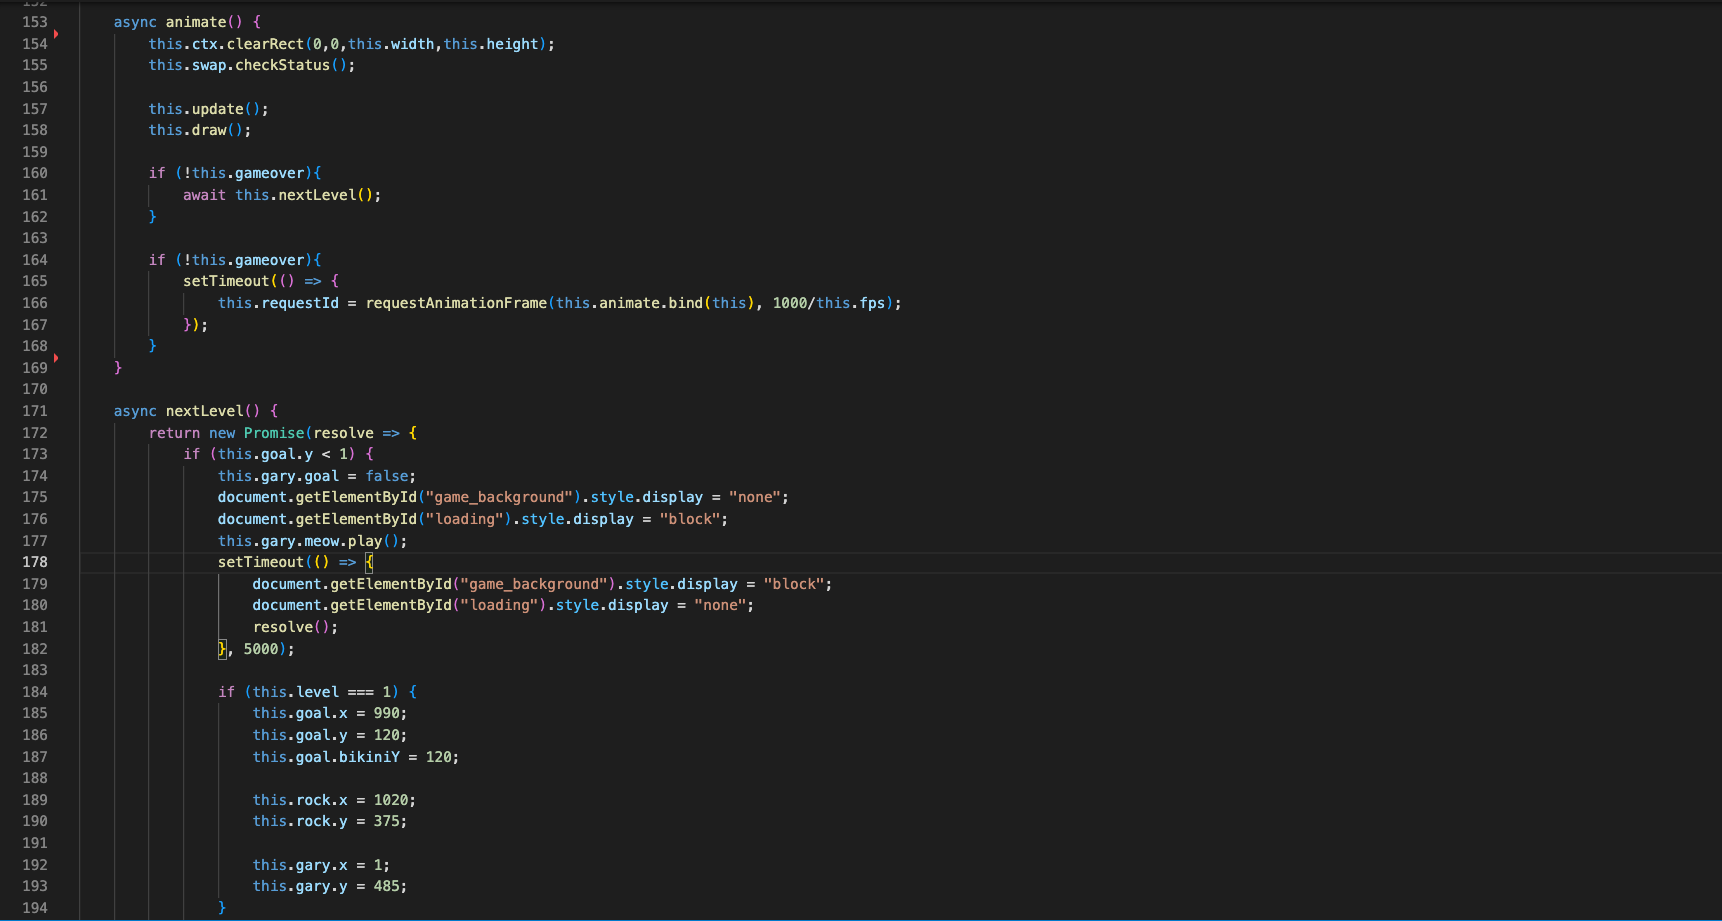 153 async animate() {
154 this.ctx.clearRect(0,0,this.width,this.height);
155 this.swap.checkStatus();
156
157 this.update();
158 this.draw();
159
160 if (!this.gameover){
161 await this.nextLevel();
162 }
163
164 if (!this.gameover){
165 setTimeout(() => {
166 this.requestId = requestAnimationFrame(this.animate.bind(this), 1000/this.fps);
167 });
168 }
169 }
170
171 async nextLevel() {
172 return new Promise(resolve => {
173 if (this.goal.y < 1) {
174 this.gary.goal = false;
175 document.getElementById("game_background").style.display = "none";
176 document.getElementById("loading").style.display = "block";
177 this.gary.meow.play();
178 setTimeout(() => {
179 document.getElementById("game_background").style.display = "block";
180 document.getElementById("loading").style.display = "none";
181 resolve();
182 }, 5000);
183
184 if (this.level === 1) {
185 this.goal.x = 990;
186 this.goal.y = 120;
187 this.goal.bikiniY = 120;
188
189 this.rock.x = 1020;
190 this.rock.y = 375;
191
192 this.gary.x = 1;
193 this.gary.y = 485;
194 }